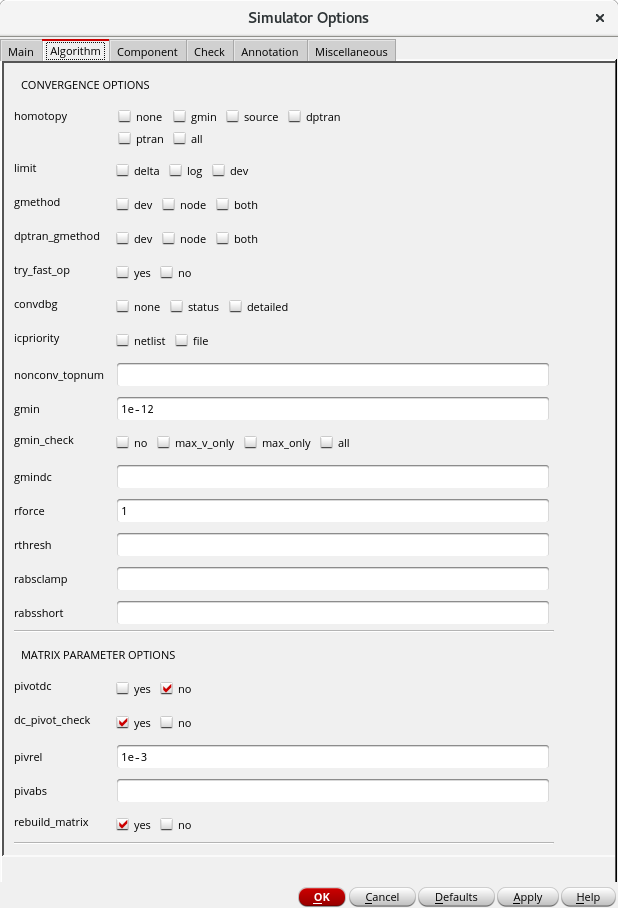 Simulator Options
Main Algorithm Component Check Annotation Miscellaneous
CONVERGENCE OPTIONS
homotopy none gmin source dptran
ptran all
limit delta log dev
gmethod dev node both
dptran_gmethod dev node both
try_fast_op yes no
convdbg none status detailed
icpriority netlist file
nonconv_topnum
gmin 1e-12
gmin_check no max_v_only max_only all
gmindc
rforce 1
rthresh
rabsclamp
rabsshort
MATRIX PARAMETER OPTIONS
pivotdc yes no
dc_pivot_check yes no
pivrel 1e-3
pivabs
rebuild_matrix yes no
OK Cancel Defaults Apply Help